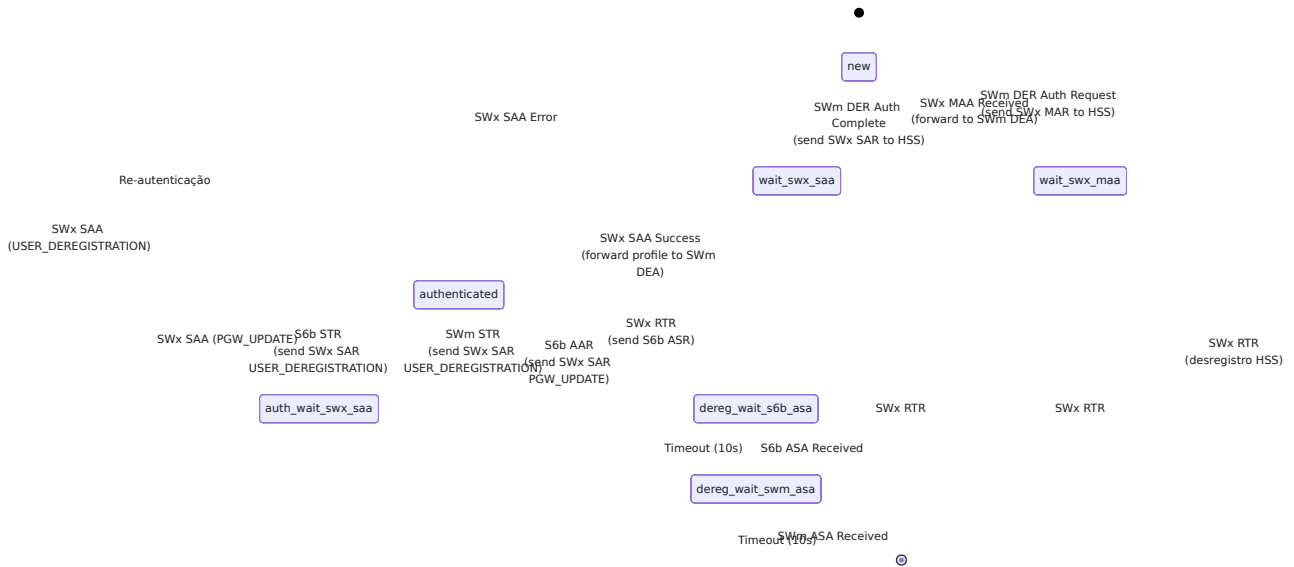 new
SWm DER Auth Request
(send SWx MAR to HSS)
SWx MAA Received
(forward to SWm DEA)
SWm DER Auth
Complete
(send SWx SAR to HSS)
SWx SAA Error
Re-autenticação
wait_swx_saa
wait_swx_maa
SWx SAA
(USER_DEREGISTRATION)
SWx SAA Success
(forward profile to SWm
DEA)
authenticated
SWx SAA (PGW_UPDATE)
S6b STR
(send SWx SAR
USER_DEREGISTRATION)
SWm STR
(send SWx SAR
USER_DEREGISTRATION)
S6b AAR
(send SWx SAR
PGW_UPDATE)
SWx RTR
(send S6b ASR)
SWx RTR
(desregistro HSS)
auth_wait_swx_saa
dereg_wait_s6b_asa
SWx RTR
SWx RTR
Timeout (10s)
S6b ASA Received
dereg_wait_swm_asa
Timeout (10s)
SWm ASA Received